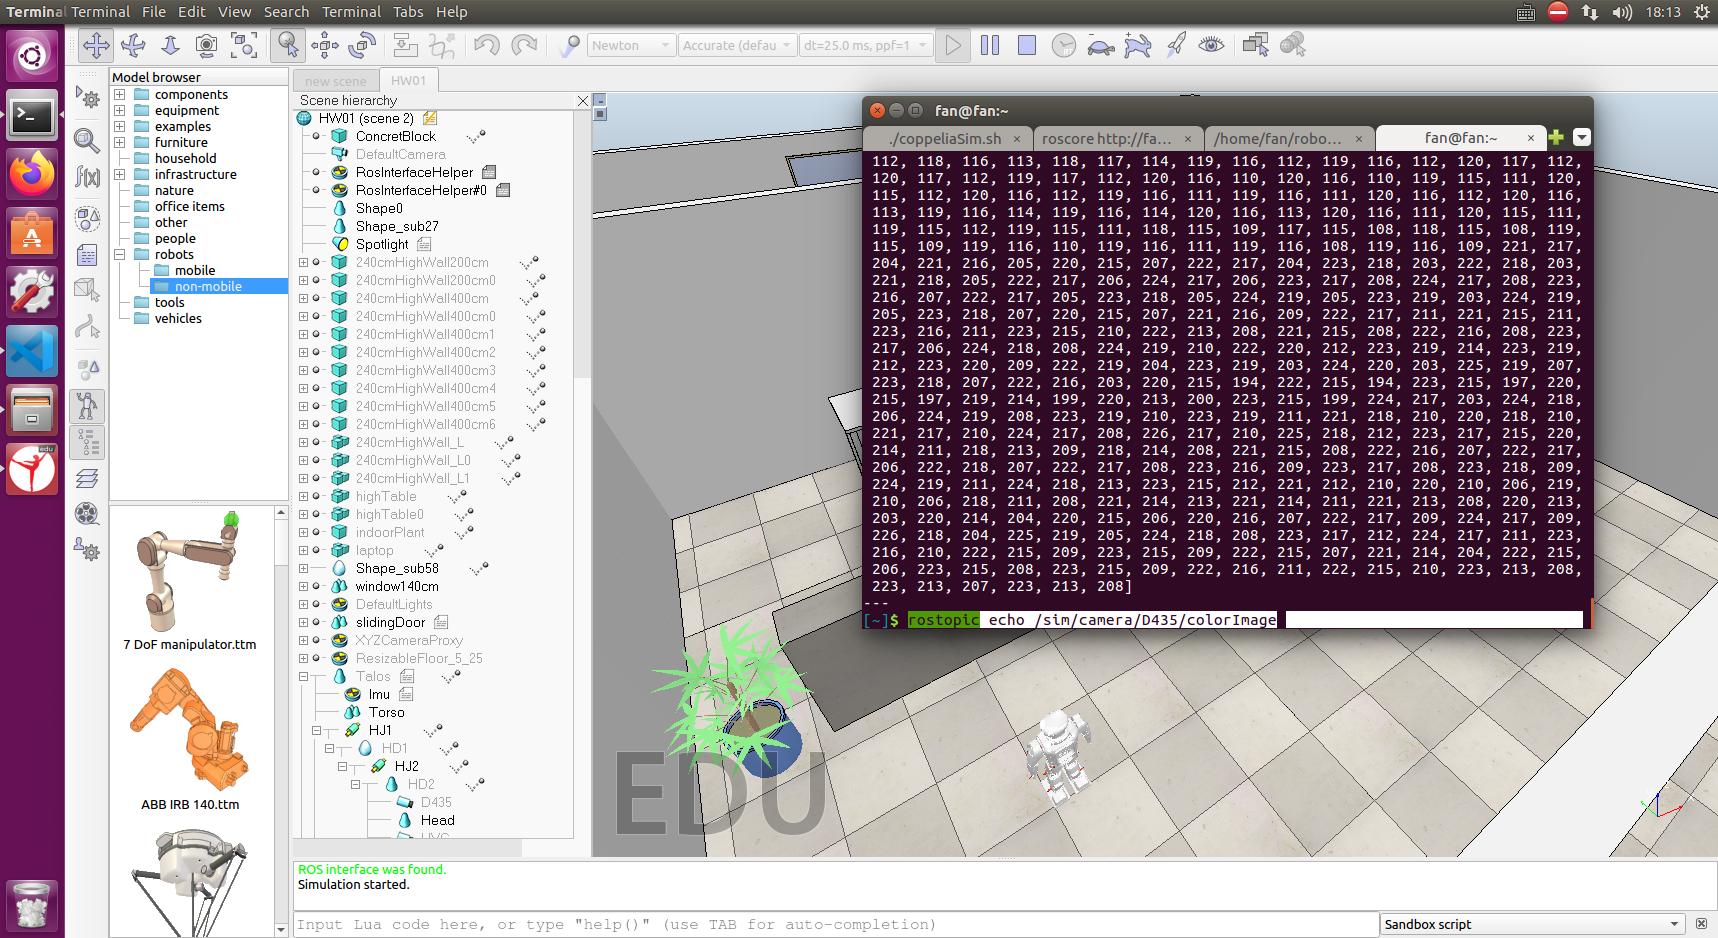 Terminal Terminal File Edit View Search Terminal Tabs Help 18:13
Newton Accurate (defau dt=25.0 ms, ppf=1
Model browser
components
equipment
examples
furniture
household
infrastructure
nature
office items
other
people
robots
mobile
non-mobile
tools
vehicles
7 DoF manipulator.ttm
ABB IRB 140.ttm
new scene HW01
Scene hierarchy
HW01 (scene 2)
ConcretBlock
DefaultCamera
RosInterfaceHelper
RosInterfaceHelper#0
Shape0
Shape_sub27
Spotlight
240cmHighWall200cm
240cmHighWall200cm0
240cmHighWall400cm
240cmHighWall400cm0
240cmHighWall400cm1
240cmHighWall400cm2
240cmHighWall400cm3
240cmHighWall400cm4
240cmHighWall400cm5
240cmHighWall400cm6
240cmHighWall_L
240cmHighWall_L0
240cmHighWall_L1
highTable
highTable0
indoorPlant
laptop
Shape_sub58
window140cm
DefaultLights
slidingDoor
XYZCameraProxy
ResizableFloor_5_25
Talos
Imu
Torso
HJ1
HD1
HJ2
HD2
D435
Head
EDU
fan@fan:~
./coppeliaSim.sh × roscore http://fa... × /home/fan/robo... × fan@fan:~ ×
112, 118, 116, 113, 118, 117, 114, 119, 116, 112, 119, 116, 112, 120, 117, 112,
120, 117, 112, 119, 117, 112, 120, 116, 110, 120, 116, 110, 119, 115, 111, 120,
115, 112, 120, 116, 112, 119, 116, 111, 119, 116, 111, 120, 116, 112, 120, 116,
113, 119, 116, 114, 119, 116, 114, 120, 116, 113, 120, 116, 111, 120, 115, 111,
119, 115, 112, 119, 115, 111, 118, 115, 109, 117, 115, 108, 118, 115, 108, 119,
115, 109, 119, 116, 110, 119, 116, 111, 119, 116, 108, 119, 116, 109, 221, 217,
204, 221, 216, 205, 220, 215, 207, 222, 217, 204, 223, 218, 203, 222, 218, 203,
221, 218, 205, 222, 217, 206, 224, 217, 206, 223, 217, 208, 224, 217, 208, 223,
216, 207, 222, 217, 205, 223, 218, 205, 224, 219, 205, 223, 219, 203, 224, 219,
205, 223, 218, 207, 220, 215, 207, 221, 216, 209, 222, 217, 211, 221, 215, 211,
223, 216, 211, 223, 215, 210, 222, 213, 208, 221, 215, 208, 222, 216, 208, 223,
217, 206, 224, 218, 208, 224, 219, 210, 222, 220, 212, 223, 219, 214, 223, 219,
212, 223, 220, 209, 222, 219, 204, 223, 219, 203, 224, 220, 203, 225, 219, 207,
223, 218, 207, 222, 216, 203, 220, 215, 194, 222, 215, 194, 223, 215, 197, 220,
215, 197, 219, 214, 199, 220, 213, 200, 223, 215, 199, 224, 217, 203, 224, 218,
206, 224, 219, 208, 223, 219, 210, 223, 219, 211, 221, 218, 210, 220, 218, 210,
221, 217, 210, 224, 217, 208, 226, 217, 210, 225, 218, 212, 223, 217, 215, 220,
214, 211, 218, 213, 209, 218, 214, 208, 221, 215, 208, 222, 216, 207, 222, 217,
206, 222, 218, 207, 222, 217, 208, 223, 216, 209, 223, 217, 208, 223, 218, 209,
224, 219, 211, 224, 218, 213, 223, 215, 212, 221, 212, 210, 220, 210, 206, 219,
210, 206, 218, 211, 208, 221, 214, 213, 221, 214, 211, 221, 213, 208, 220, 213,
203, 220, 214, 204, 220, 215, 206, 220, 216, 207, 222, 217, 209, 224, 217, 209,
226, 218, 204, 225, 219, 205, 224, 218, 208, 223, 217, 212, 224, 217, 211, 223,
216, 210, 222, 215, 209, 223, 215, 209, 222, 215, 207, 221, 214, 204, 222, 215,
206, 223, 215, 208, 223, 215, 209, 222, 216, 211, 222, 215, 210, 223, 213, 208,
223, 213, 207, 223, 213, 208]
---
[~]$ rostopic echo /sim/camera/D435/colorImage
ROS interface was found.
Simulation started.
Input Lua code here, or type "help()" (use TAB for auto-completion) Sandbox script